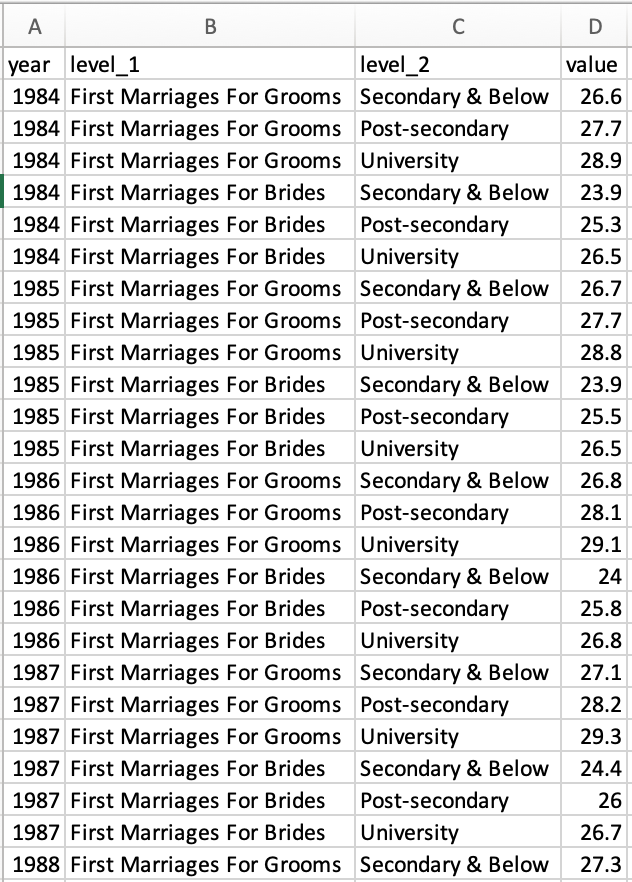 A B C D
year level_1 level_2 value
1984 First Marriages For Grooms Secondary & Below 26.6
1984 First Marriages For Grooms Post-secondary 27.7
1984 First Marriages For Grooms University 28.9
1984 First Marriages For Brides Secondary & Below 23.9
1984 First Marriages For Brides Post-secondary 25.3
1984 First Marriages For Brides University 26.5
1985 First Marriages For Grooms Secondary & Below 26.7
1985 First Marriages For Grooms Post-secondary 27.7
1985 First Marriages For Grooms University 28.8
1985 First Marriages For Brides Secondary & Below 23.9
1985 First Marriages For Brides Post-secondary 25.5
1985 First Marriages For Brides University 26.5
1986 First Marriages For Grooms Secondary & Below 26.8
1986 First Marriages For Grooms Post-secondary 28.1
1986 First Marriages For Grooms University 29.1
1986 First Marriages For Brides Secondary & Below 24
1986 First Marriages For Brides Post-secondary 25.8
1986 First Marriages For Brides University 26.8
1987 First Marriages For Grooms Secondary & Below 27.1
1987 First Marriages For Grooms Post-secondary 28.2
1987 First Marriages For Grooms University 29.3
1987 First Marriages For Brides Secondary & Below 24.4
1987 First Marriages For Brides Post-secondary 26
1987 First Marriages For Brides University 26.7
1988 First Marriages For Grooms Secondary & Below 27.3